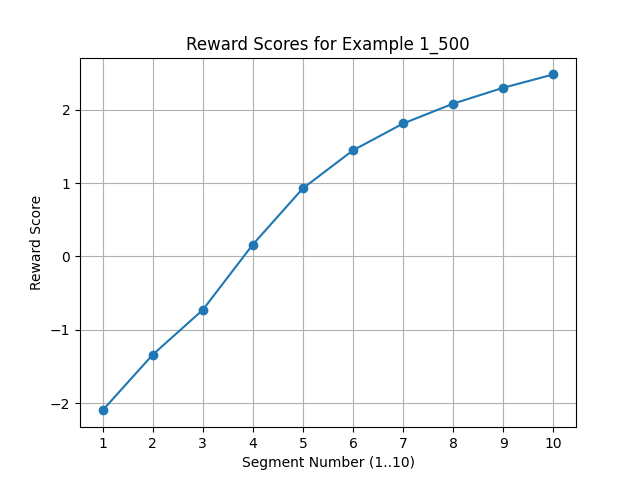 Reward Scores for Example 1_500
2
1
0
−1
−2
Reward Score
1 2 3 4 5 6 7 8 9 10
Segment Number (1..10)